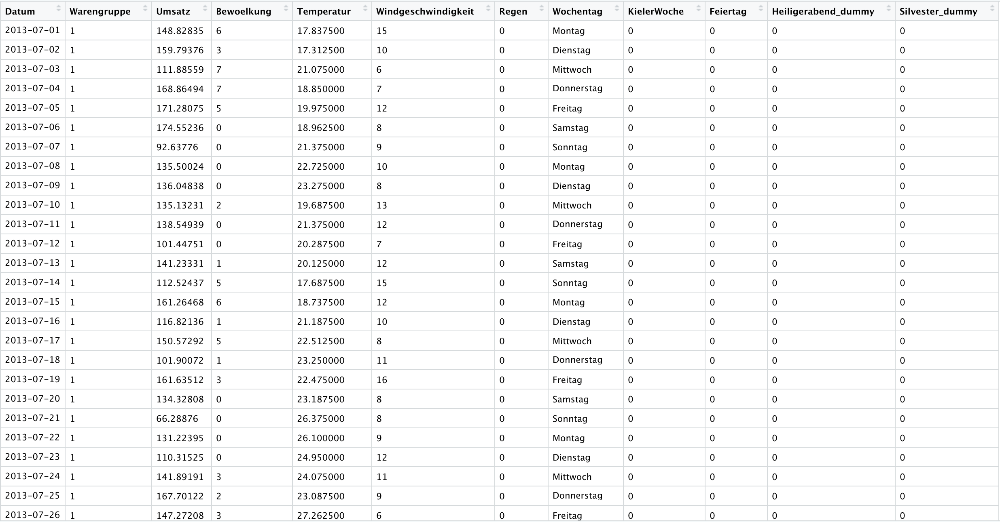 Datum Warengruppe Umsatz Bewoelkung Temperatur Windgeschwindigkeit Regen Wochentag KielerWoche Feiertag Heiligerabend_dummy Silvester_dummy
2013-07-01 1 148.82835 6 17.837500 15 0 Montag 0 0 0 0
2013-07-02 1 159.79376 3 17.312500 10 0 Dienstag 0 0 0 0
2013-07-03 1 111.88559 7 21.075000 6 0 Mittwoch 0 0 0 0
2013-07-04 1 168.86494 7 18.850000 7 0 Donnerstag 0 0 0 0
2013-07-05 1 171.28075 5 19.975000 12 0 Freitag 0 0 0 0
2013-07-06 1 174.55236 0 18.962500 8 0 Samstag 0 0 0 0
2013-07-07 1 92.63776 0 21.375000 9 0 Sonntag 0 0 0 0
2013-07-08 1 135.50024 0 22.725000 10 0 Montag 0 0 0 0
2013-07-09 1 136.04838 0 23.275000 8 0 Dienstag 0 0 0 0
2013-07-10 1 135.13231 2 19.687500 13 0 Mittwoch 0 0 0 0
2013-07-11 1 138.54939 0 21.375000 12 0 Donnerstag 0 0 0 0
2013-07-12 1 101.44751 0 20.287500 7 0 Freitag 0 0 0 0
2013-07-13 1 141.23331 1 20.125000 12 0 Samstag 0 0 0 0
2013-07-14 1 112.52437 5 17.687500 15 0 Sonntag 0 0 0 0
2013-07-15 1 161.26468 6 18.737500 12 0 Montag 0 0 0 0
2013-07-16 1 116.82136 1 21.187500 10 0 Dienstag 0 0 0 0
2013-07-17 1 150.57292 5 22.512500 8 0 Mittwoch 0 0 0 0
2013-07-18 1 101.90072 1 23.250000 11 0 Donnerstag 0 0 0 0
2013-07-19 1 161.63512 3 22.475000 16 0 Freitag 0 0 0 0
2013-07-20 1 134.32808 0 23.187500 8 0 Samstag 0 0 0 0
2013-07-21 1 66.28876 0 26.375000 8 0 Sonntag 0 0 0 0
2013-07-22 1 131.22395 0 26.100000 9 0 Montag 0 0 0 0
2013-07-23 1 110.31525 0 24.950000 12 0 Dienstag 0 0 0 0
2013-07-24 1 141.89191 3 24.075000 11 0 Mittwoch 0 0 0 0
2013-07-25 1 167.70122 2 23.087500 9 0 Donnerstag 0 0 0 0
2013-07-26 1 147.27208 3 27.262500 6 0 Freitag 0 0 0 0